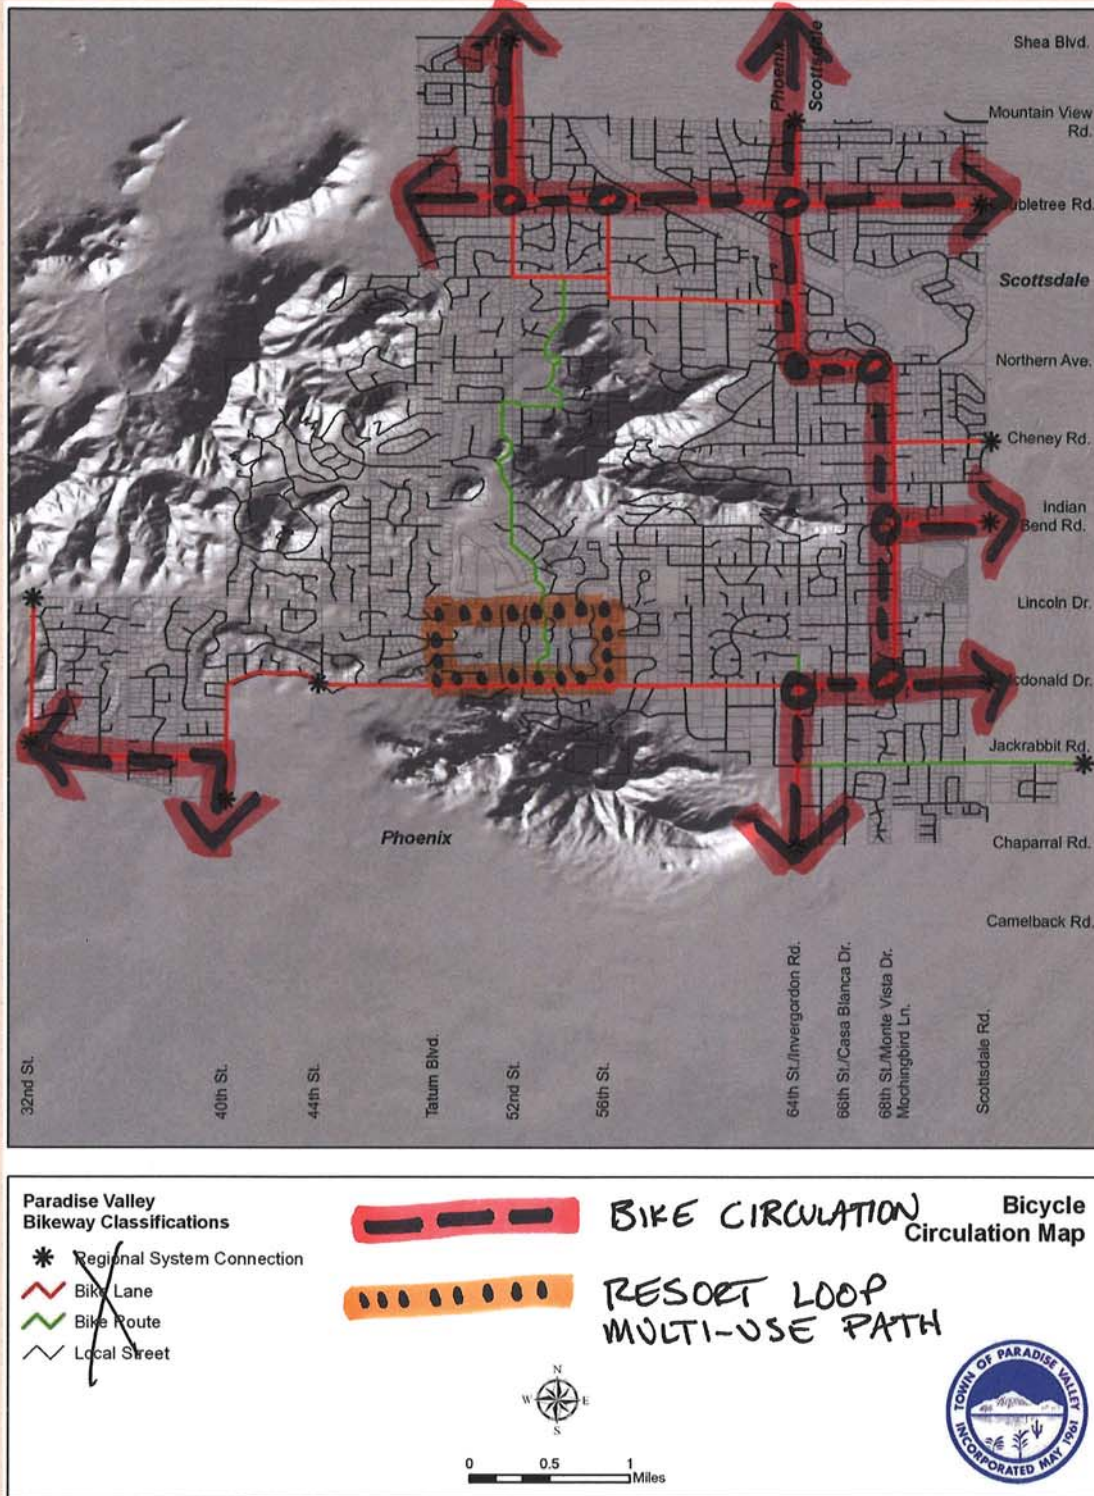 Shea Blvd.
Phoenix
Scottsdale
Mountain View
Rd.
ubletree Rd.
Scottsdale
Northern Ave.
Cheney Rd.
Indian
Bend Rd.
Lincoln Dr.
cdonald Dr.
Jackrabbit Rd.
Phoenix
Chaparral Rd.
Camelback Rd.
32nd St.
40th St.
44th St.
Tatum Blvd.
52nd St.
56th St.
64th St./Invergordon Rd.
66th St./Casa Blanca Dr.
68th St./Monte Vista Dr.
Mochingbird Ln.
Scottsdale Rd.
Paradise Valley
Bikeway Classifications
Regional System Connection
Bike Lane
Bike Route
Local Street
BIKE CIRCULATION
RESORT LOOP
MULTI-USE PATH
Bicycle
Circulation Map
N
W E
S
0 0.5 1
Miles
TOWN OF PARADISE VALLEY
INCORPORATED MAY 1961